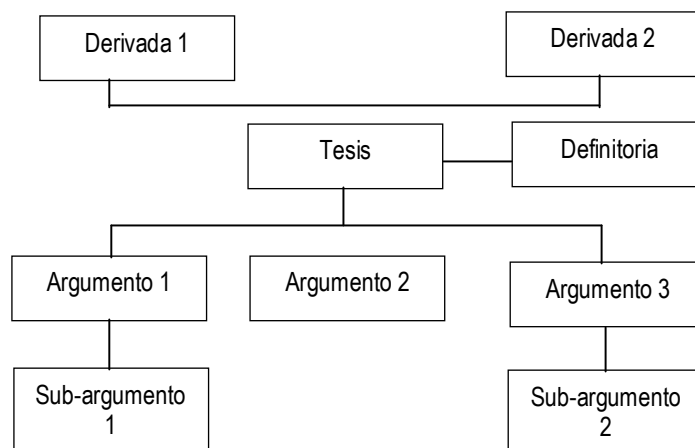 Derivada 1
Derivada 2
Tesis
Definitoria
Argumento 1
Argumento 2
Argumento 3
Sub-argumento
1
Sub-argumento
2